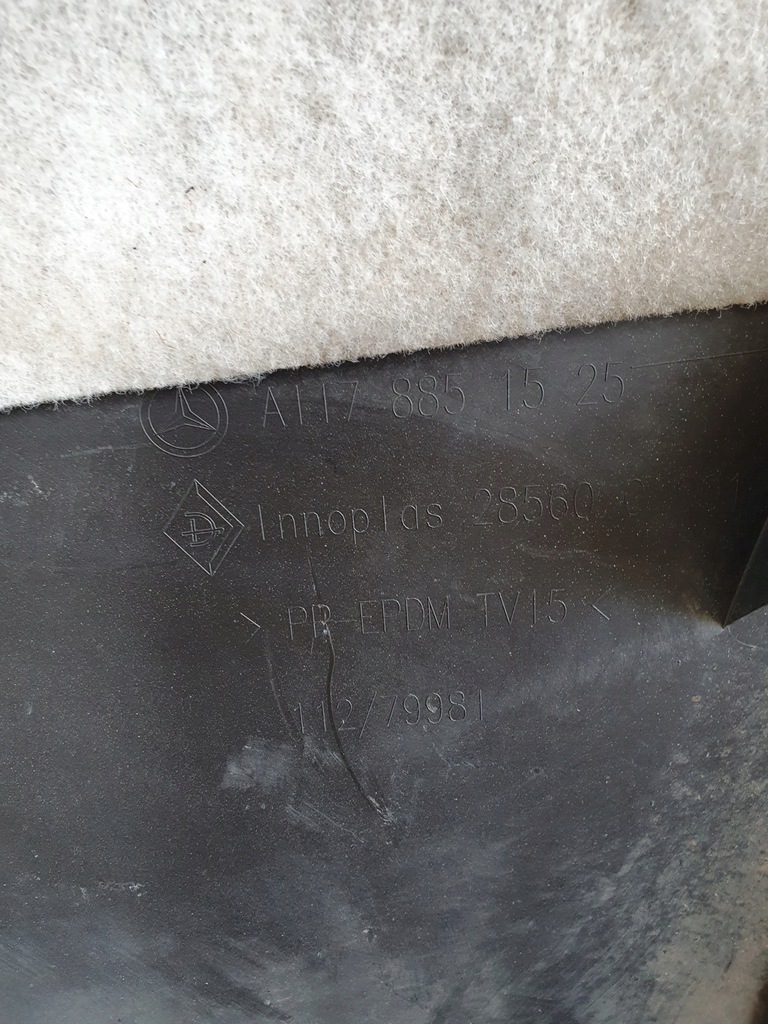 A117 885 15 25
Innoplas 28560
> PP-EPDM TV15 <
112/79981